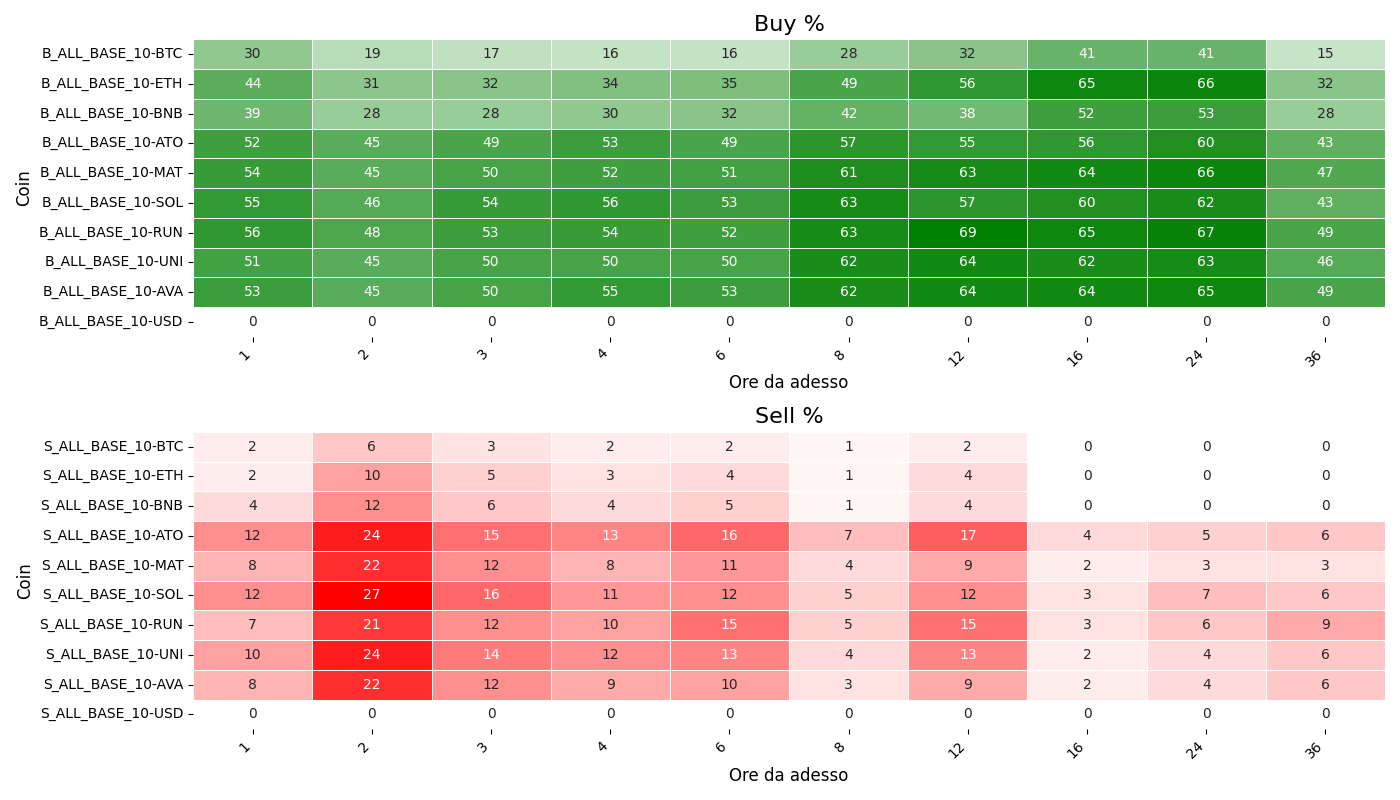 Buy %
B_ALL_BASE_10-BTC 30 19 17 16 16 28 32 41 41 15
B_ALL_BASE_10-ETH 44 31 32 34 35 49 56 65 66 32
B_ALL_BASE_10-BNB 39 28 28 30 32 42 38 52 53 28
B_ALL_BASE_10-ATO 52 45 49 53 49 57 55 56 60 43
B_ALL_BASE_10-MAT 54 45 50 52 51 61 63 64 66 47
B_ALL_BASE_10-SOL 55 46 54 56 53 63 57 60 62 43
B_ALL_BASE_10-RUN 56 48 53 54 52 63 69 65 67 49
B_ALL_BASE_10-UNI 51 45 50 50 50 62 64 62 63 46
B_ALL_BASE_10-AVA 53 45 50 55 53 62 64 64 65 49
B_ALL_BASE_10-USD 0 0 0 0 0 0 0 0 0 0
Coin
1 2 3 4 6 8 12 16 24 36
Ore da adesso
Sell %
S_ALL_BASE_10-BTC 2 6 3 2 2 1 2 0 0 0
S_ALL_BASE_10-ETH 2 10 5 3 4 1 4 0 0 0
S_ALL_BASE_10-BNB 4 12 6 4 5 1 4 0 0 0
S_ALL_BASE_10-ATO 12 24 15 13 16 7 17 4 5 6
S_ALL_BASE_10-MAT 8 22 12 8 11 4 9 2 3 3
S_ALL_BASE_10-SOL 12 27 16 11 12 5 12 3 7 6
S_ALL_BASE_10-RUN 7 21 12 10 15 5 15 3 6 9
S_ALL_BASE_10-UNI 10 24 14 12 13 4 13 2 4 6
S_ALL_BASE_10-AVA 8 22 12 9 10 3 9 2 4 6
S_ALL_BASE_10-USD 0 0 0 0 0 0 0 0 0 0
Coin
1 2 3 4 6 8 12 16 24 36
Ore da adesso